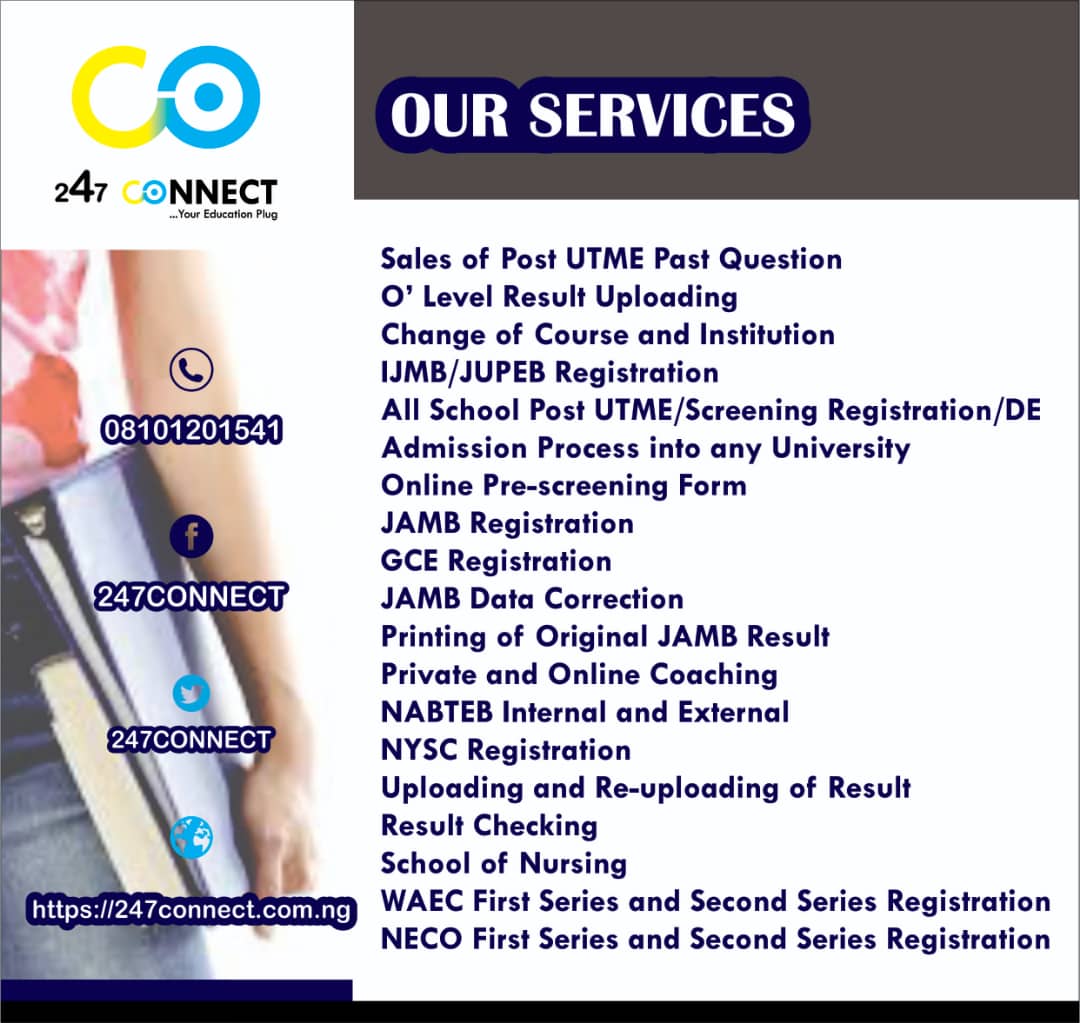 CO
247 CONNECT
...Your Education Plug
OUR SERVICES
08101201541
f
247CONNECT
247CONNECT
https://247connect.com.ng
Sales of Post UTME Past Question
O’ Level Result Uploading
Change of Course and Institution
IJMB/JUPEB Registration
All School Post UTME/Screening Registration/DE
Admission Process into any University
Online Pre-screening Form
JAMB Registration
GCE Registration
JAMB Data Correction
Printing of Original JAMB Result
Private and Online Coaching
NABTEB Internal and External
NYSC Registration
Uploading and Re-uploading of Result
Result Checking
School of Nursing
WAEC First Series and Second Series Registration
NECO First Series and Second Series Registration